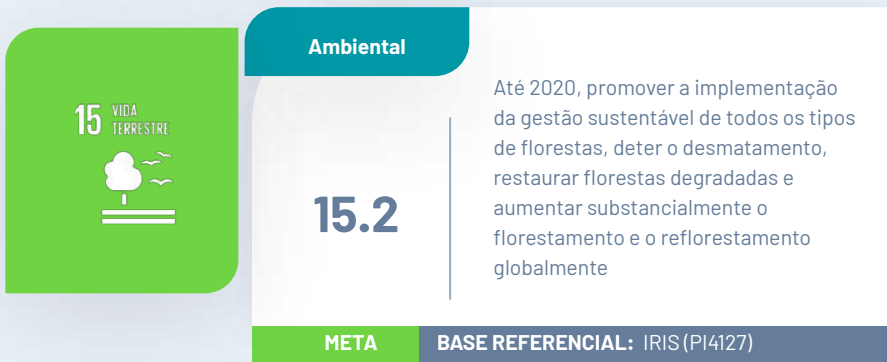 Ambiental
15 VIDA
TERRESTRE
15.2
Até 2020, promover a implementação
da gestão sustentável de todos os tipos
de florestas, deter o desmatamento,
restaurar florestas degradadas e
aumentar substancialmente o
florestamento e o reflorestamento
globalmente
META
BASE REFERENCIAL: IRIS (PI4127)